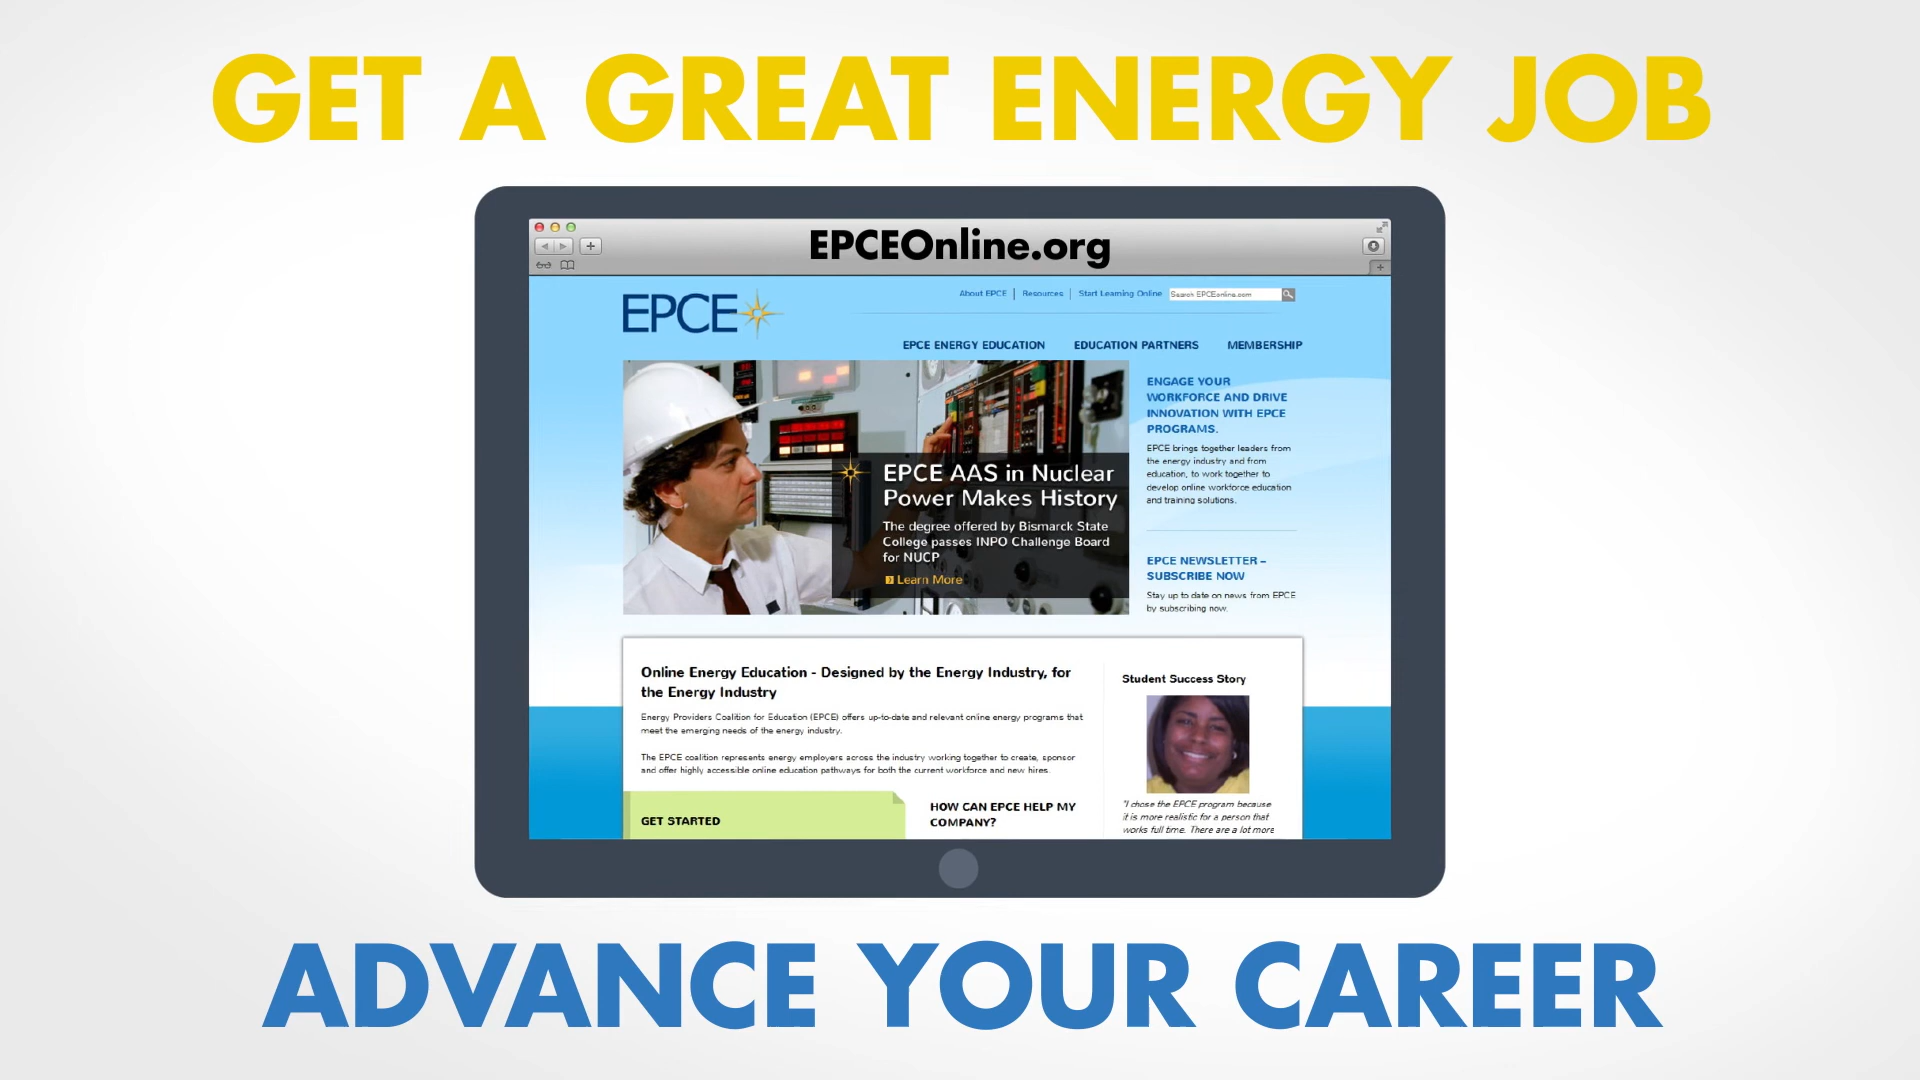 GET A GREAT ENERGY JOB
EPCEOnline.org
About EPCE
Resources
Start Learning Online
Search EPCEonline.com
EPCE
EPCE ENERGY EDUCATION
EDUCATION PARTNERS
MEMBERSHIP
EPCE AAS in Nuclear
Power Makes History
The degree offered by Bismarck State
College passes INPO Challenge Board
for NUCP
Learn More
ENGAGE YOUR
WORKFORCE AND DRIVE
INNOVATION WITH EPCE
PROGRAMS.
EPCE brings together leaders from
the energy industry and from
education, to work together to
develop online workforce education
and training solutions.
EPCE NEWSLETTER –
SUBSCRIBE NOW
Stay up to date on news from EPCE
by subscribing now.
Online Energy Education - Designed by the Energy Industry, for
the Energy Industry
Energy Providers Coalition for Education (EPCE) offers up-to-date and relevant online energy programs that
meet the emerging needs of the energy industry.
The EPCE coalition represents energy employers across the industry working together to create, sponsor
and offer highly accessible online education pathways for both the current workforce and new hires.
GET STARTED
HOW CAN EPCE HELP MY
COMPANY?
Student Success Story
"I chose the EPCE program because
it is more realistic for a person that
works full time. There are a lot more
ADVANCE YOUR CAREER